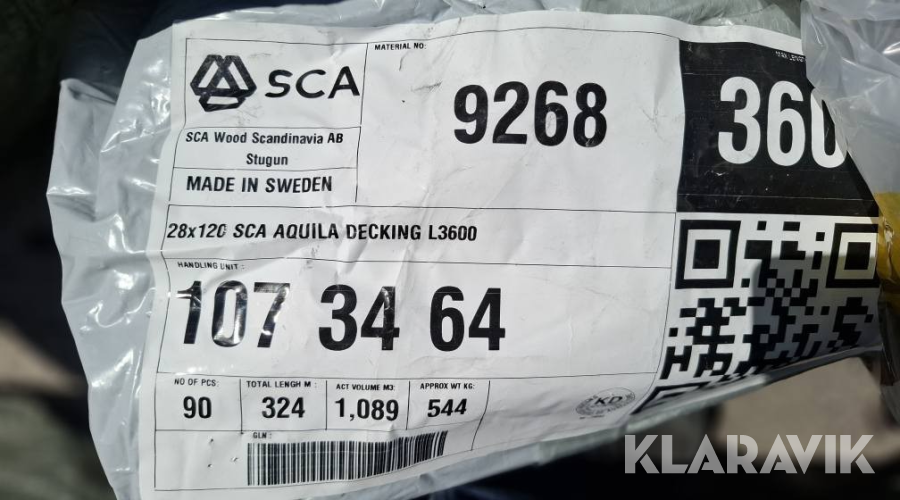 SCA
MATERIAL NO:
9268
360
SCA Wood Scandinavia AB
Stugun
MADE IN SWEDEN
28x120 SCA AQUILA DECKING L3600
HANDLING UNIT :
107 34 64
NO OF PCS:
90
TOTAL LENGH M :
324
ACT VOLUME M3:
1,089
APPROX WT KG:
544
KD
GLN :
KLARAVIK